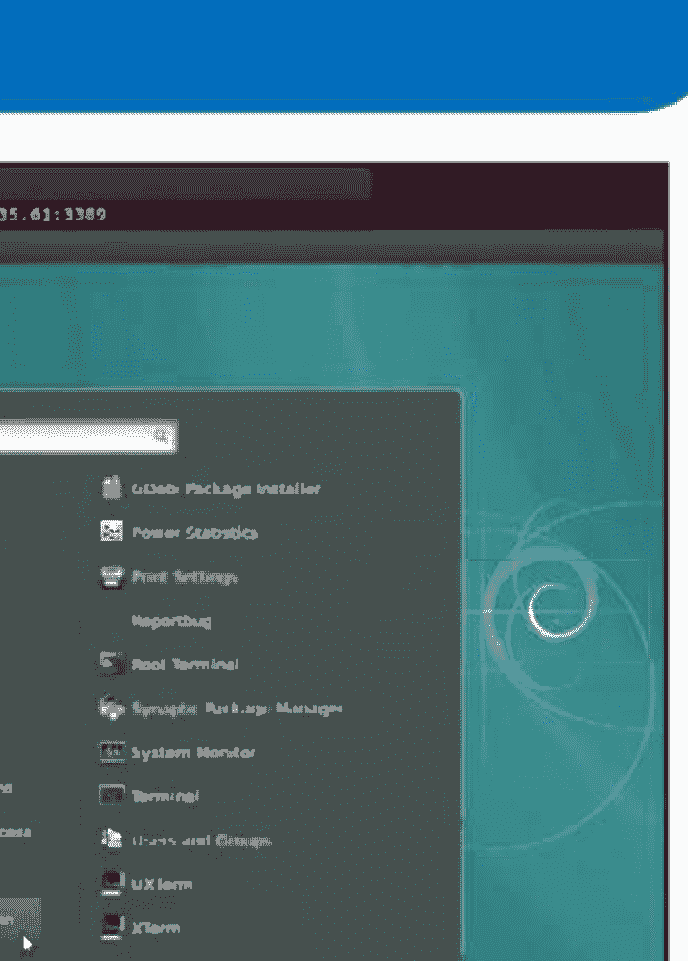 35.61:3389
GDebi Package Installer
Power Statistics
Print Settings
Reportbug
Root Terminal
Synaptic Package Manager
System Monitor
Terminal
Users and Groups
UXTerm
XTerm